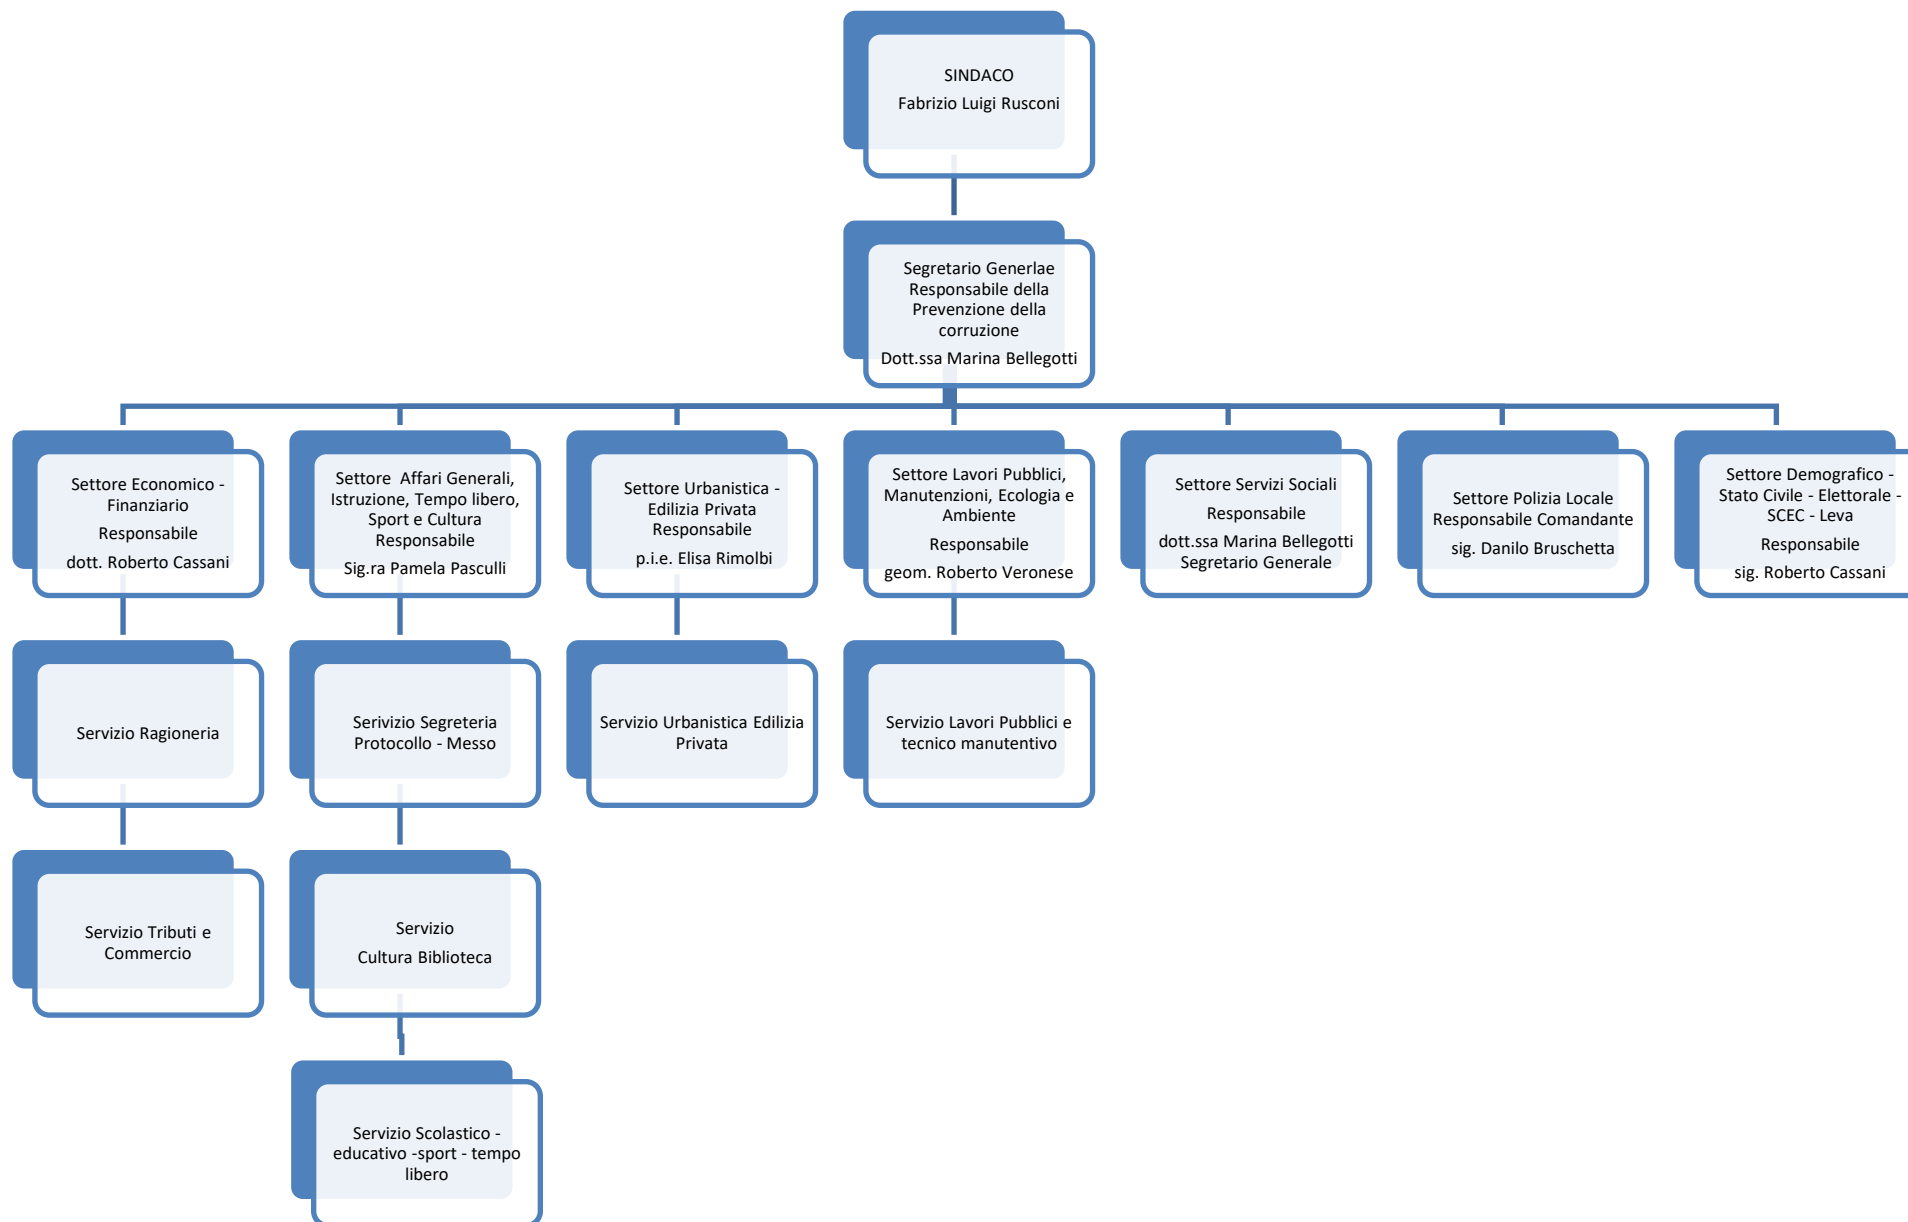 SINDACO
Fabrizio Luigi Rusconi
Segretario Generlae
Responsabile della
Prevenzione della
corruzione
Dott.ssa Marina Bellegotti
Settore Economico -
Finanziario
Responsabile
dott. Roberto Cassani
Settore  Affari Generali,
Istruzione, Tempo libero,
Sport e Cultura
Responsabile
Sig.ra Pamela Pasculli
Settore Urbanistica -
Edilizia Privata
Responsabile
p.i.e. Elisa Rimolbi
Settore Lavori Pubblici,
Manutenzioni, Ecologia e
Ambiente
Responsabile
geom. Roberto Veronese
Settore Servizi Sociali
Responsabile
dott.ssa Marina Bellegotti
Segretario Generale
Settore Polizia Locale
Responsabile Comandante
sig. Danilo Bruschetta
Settore Demografico -
Stato Civile - Elettorale -
SCEC - Leva
Responsabile
sig. Roberto Cassani
Servizio Ragioneria
Serivizio Segreteria
Protocollo - Messo
Servizio Urbanistica Edilizia
Privata
Servizio Lavori Pubblici e
tecnico manutentivo
Servizio Tributi e
Commercio
Servizio
Cultura Biblioteca
Servizio Scolastico -
educativo -sport - tempo
libero